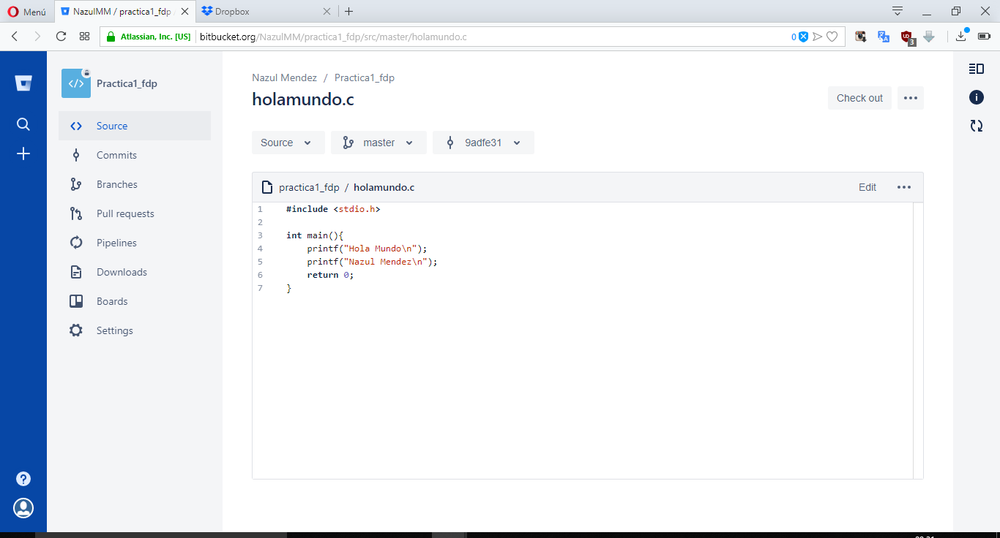 Menú
NazulMM / practica1_fdp
Dropbox
Atlassian, Inc. [US]
bitbucket.org/NazulMM/practica1_fdp/src/master/holamundo.c
0
3
Practica1_fdp
Source
Commits
Branches
Pull requests
Pipelines
Downloads
Boards
Settings
Nazul Mendez / Practica1_fdp
holamundo.c
Check out
Source
master
9adfe31
practica1_fdp / holamundo.c
Edit
1 #include <stdio.h>
2
3 int main(){
4 printf("Hola Mundo\n");
5 printf("Nazul Mendez\n");
6 return 0;
7 }